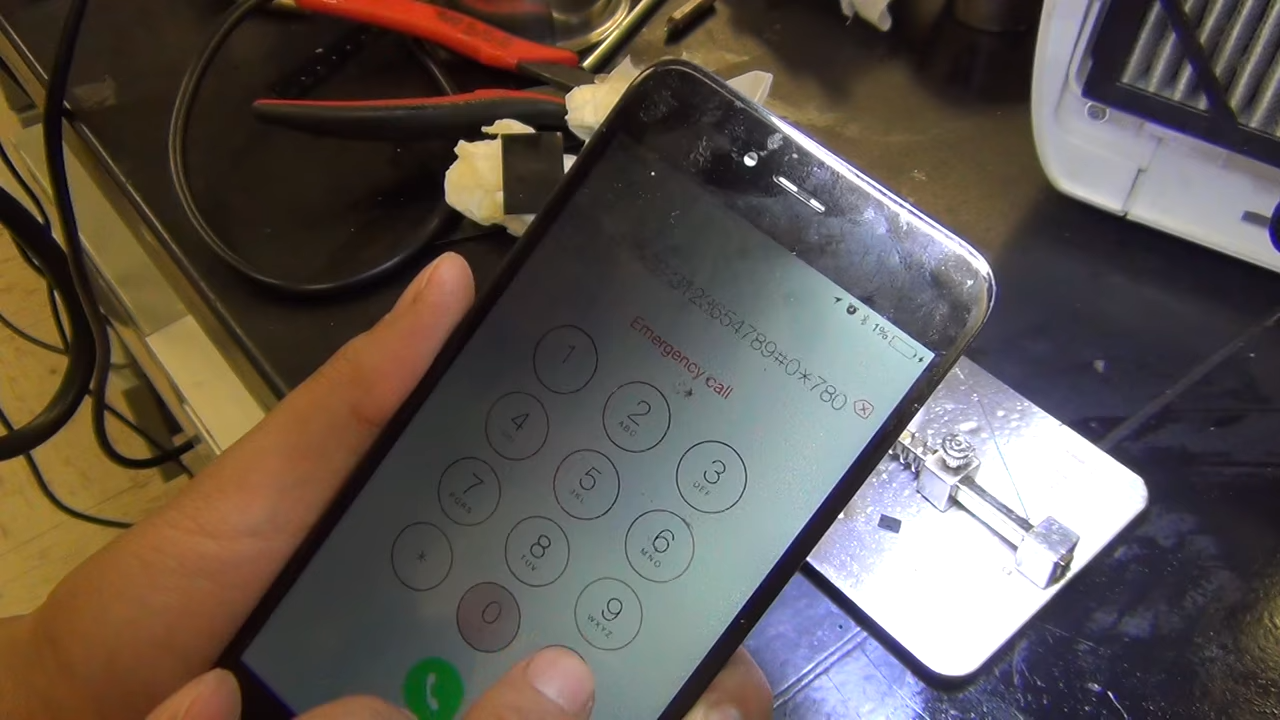 1%
3123654789#0*780
Emergency call
1
2
ABC
3
DEF
4
5
JKL
6
MNO
7
PQRS
8
TUV
9
WXYZ
*
0